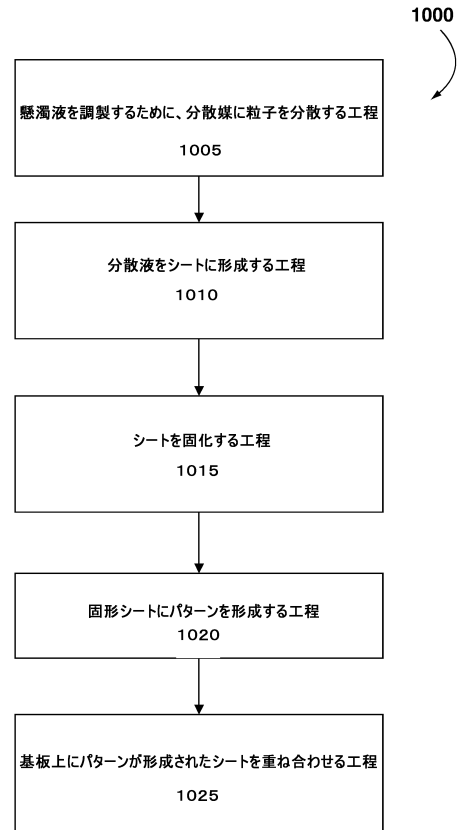 1000
懸濁液を調製するために、分散媒に粒子を分散する工程
1005
分散液をシートに形成する工程
1010
シートを固化する工程
1015
固形シートにパターンを形成する工程
1020
基板上にパターンが形成されたシートを重ね合わせる工程
1025